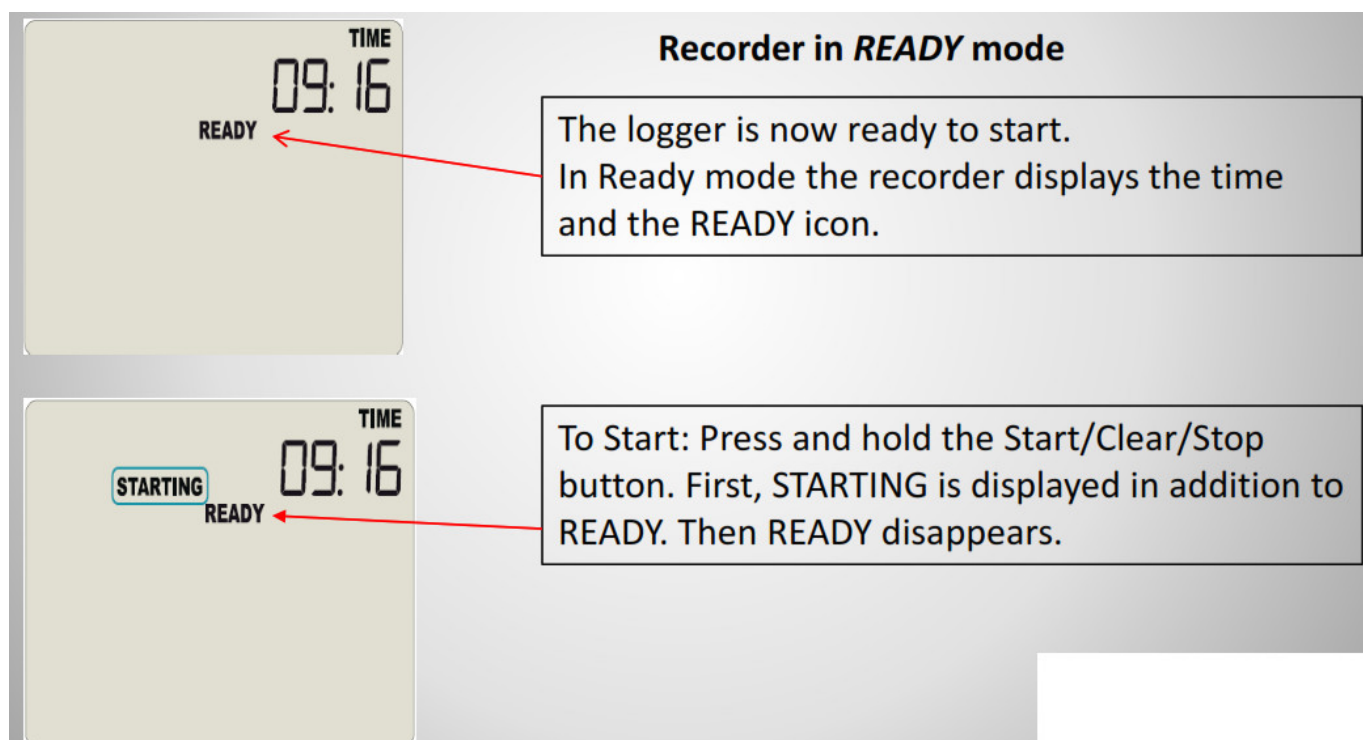 TIME
09:16
READY
Recorder in READY mode
The logger is now ready to start.
In Ready mode the recorder displays the time
and the READY icon.
TIME
09:16
STARTING
READY
To Start: Press and hold the Start/Clear/Stop
button. First, STARTING is displayed in addition to
READY. Then READY disappears.